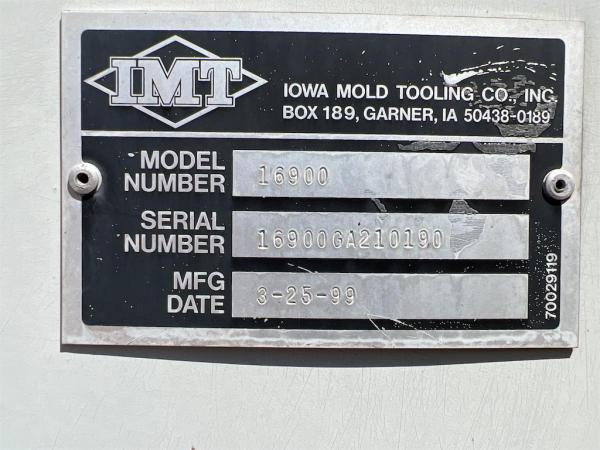 IMT
IOWA MOLD TOOLING CO., INC.
BOX 189, GARNER, IA 50438-0189
MODEL NUMBER 16900
SERIAL NUMBER 16900GA210190
MFG DATE 3-25-99
70029119